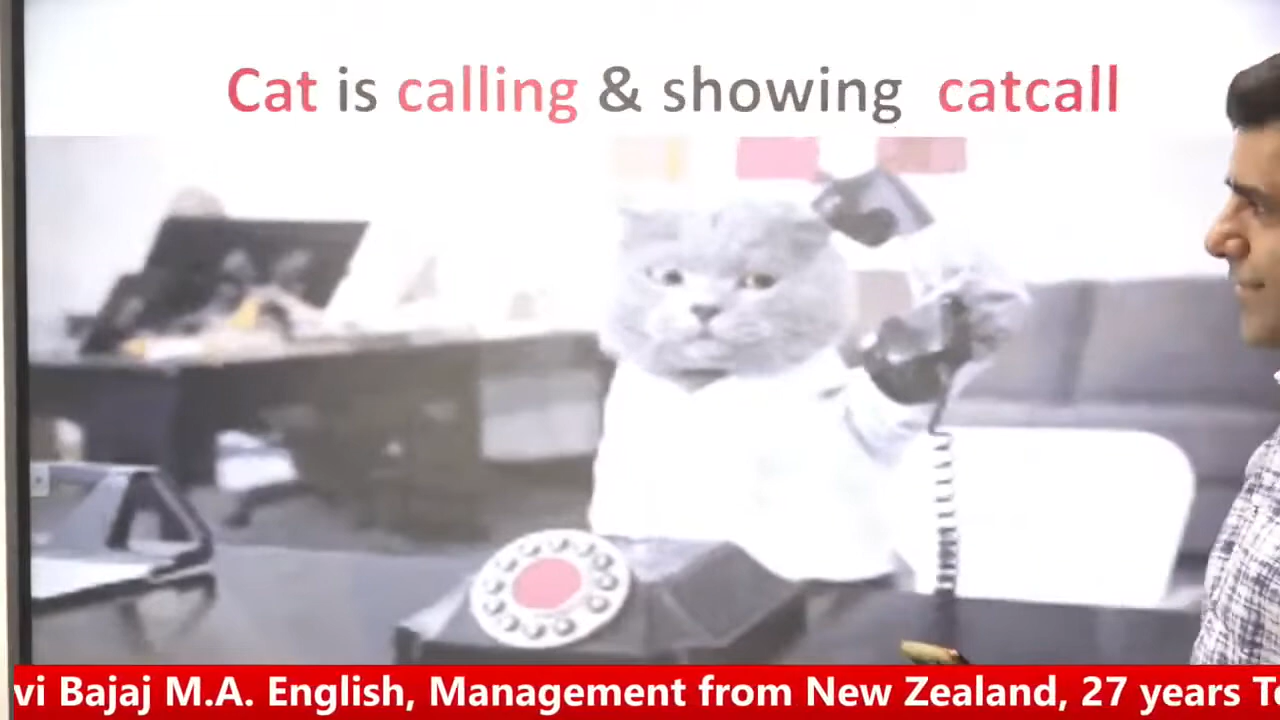 Cat is calling & showing catcall
vi Bajaj M.A. English, Management from New Zealand, 27 years